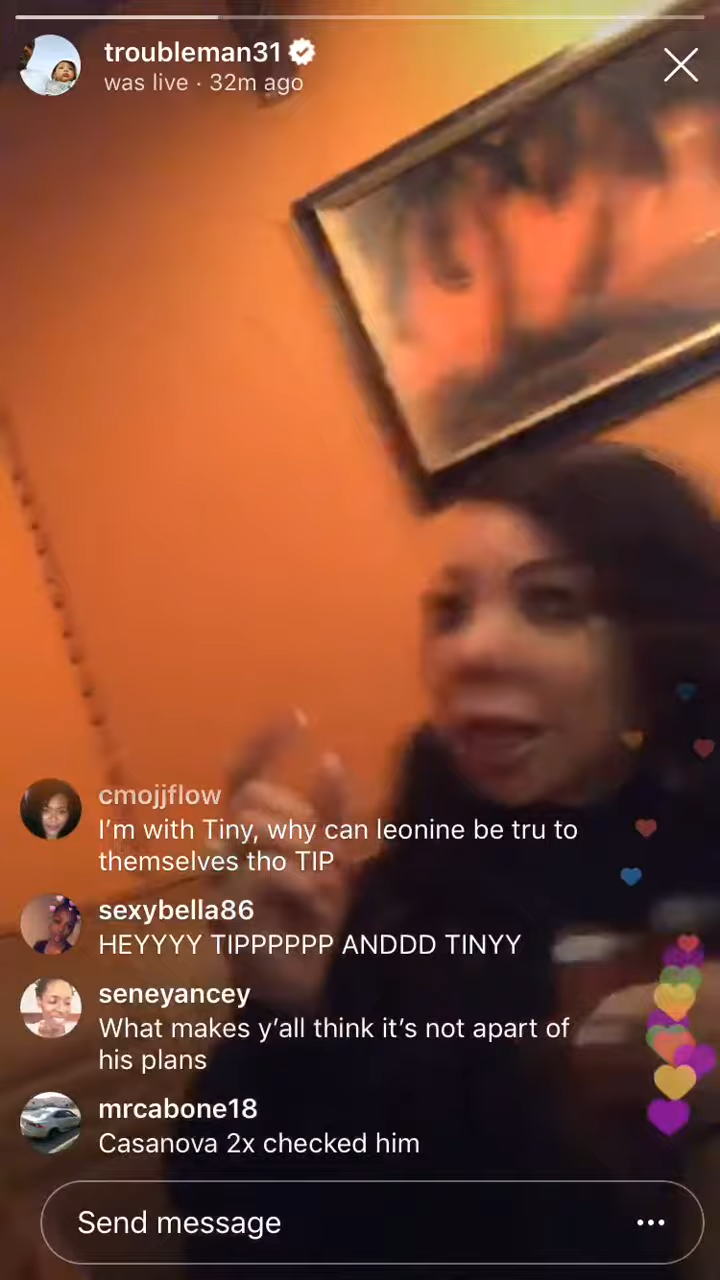 troubleman31
was live · 32m ago
cmojjflow
I'm with Tiny, why can leonine be tru to
themselves tho TIP
sexybella86
HEYYYY TIPPPPPP ANDDD TINYY
seneyancey
What makes y'all think it's not apart of
his plans
mrcabone18
Casanova 2x checked him
Send message